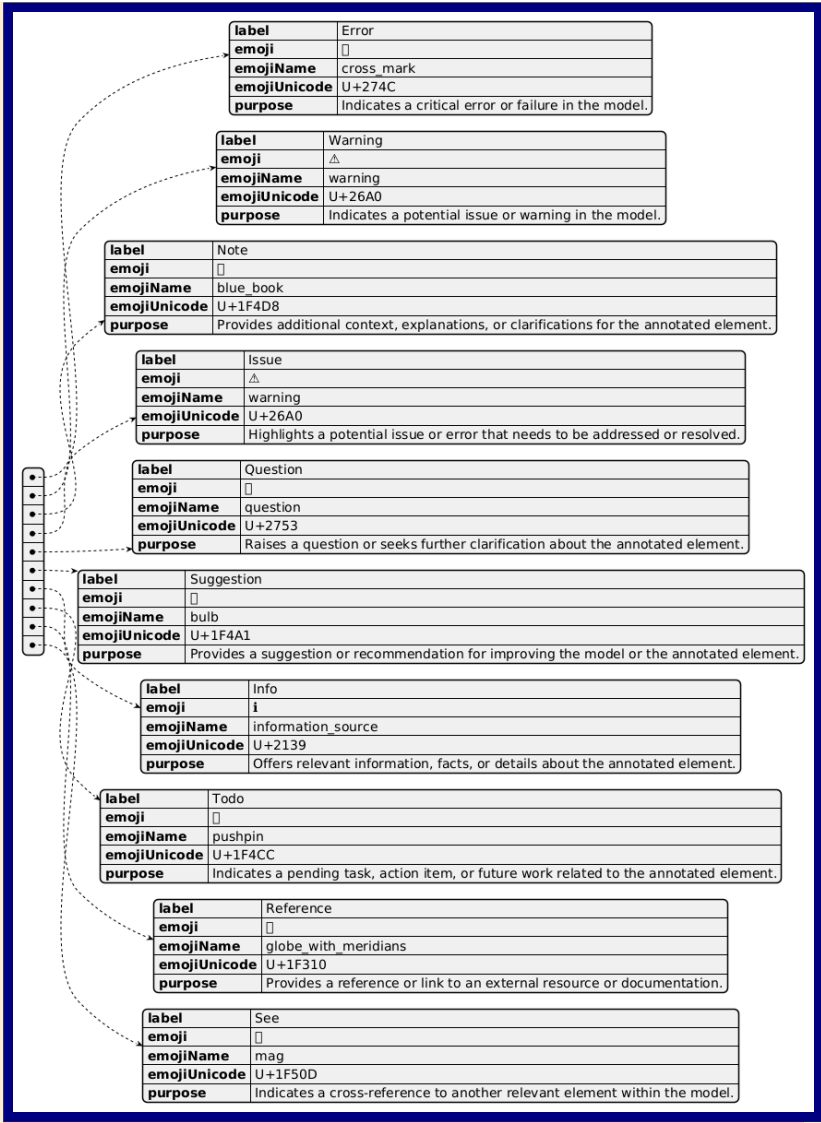 label Error
emoji
emojiName cross_mark
emojiUnicode U+274C
purpose Indicates a critical error or failure in the model.
label Warning
emoji ⚠
emojiName warning
emojiUnicode U+26A0
purpose Indicates a potential issue or warning in the model.
label Note
emoji
emojiName blue_book
emojiUnicode U+1F4D8
purpose Provides additional context, explanations, or clarifications for the annotated element.
label Issue
emoji ⚠
emojiName warning
emojiUnicode U+26A0
purpose Highlights a potential issue or error that needs to be addressed or resolved.
label Question
emoji
emojiName question
emojiUnicode U+2753
purpose Raises a question or seeks further clarification about the annotated element.
label Suggestion
emoji
emojiName bulb
emojiUnicode U+1F4A1
purpose Provides a suggestion or recommendation for improving the model or the annotated element.
label Info
emoji ℹ
emojiName information_source
emojiUnicode U+2139
purpose Offers relevant information, facts, or details about the annotated element.
label Todo
emoji
emojiName pushpin
emojiUnicode U+1F4CC
purpose Indicates a pending task, action item, or future work related to the annotated element.
label Reference
emoji
emojiName globe_with_meridians
emojiUnicode U+1F310
purpose Provides a reference or link to an external resource or documentation.
label See
emoji
emojiName mag
emojiUnicode U+1F50D
purpose Indicates a cross-reference to another relevant element within the model.